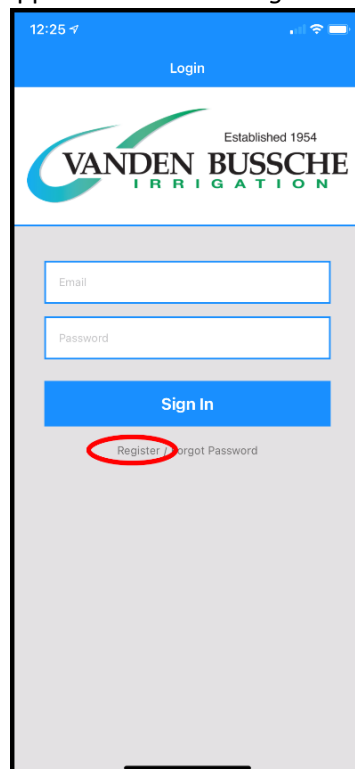 12:25
Login
Established 1954
VANDEN BUSSCHE
IRRIGATION
Email
Password
Sign In
Register / Forgot Password